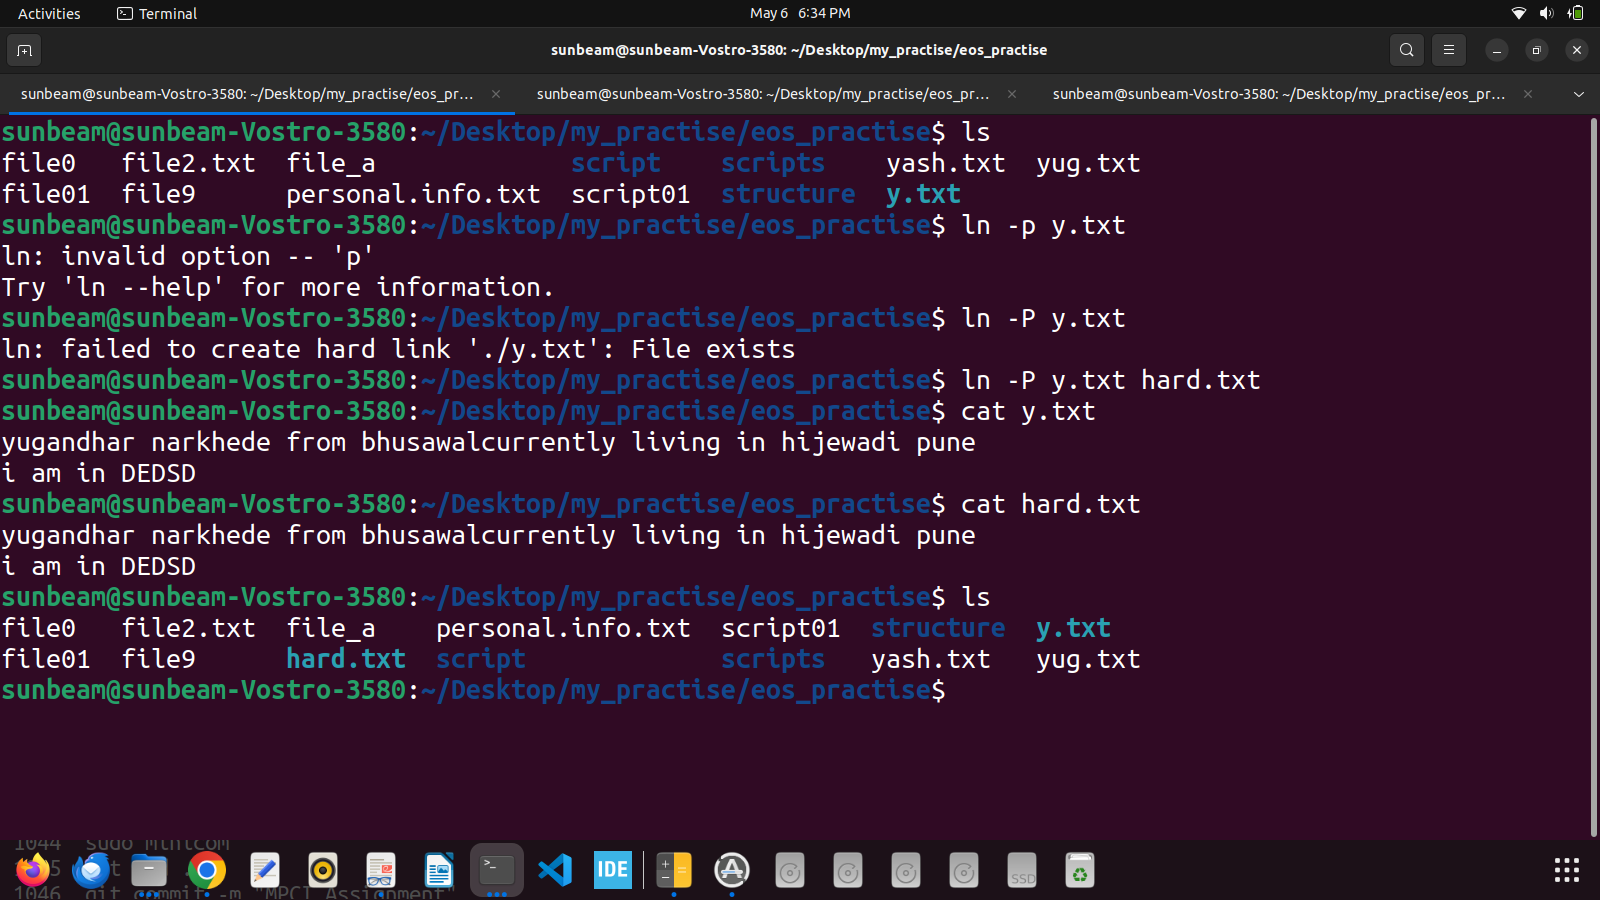 Activities Terminal May 6 6:34 PM
sunbeam@sunbeam-Vostro-3580: ~/Desktop/my_practise/eos_practise
sunbeam@sunbeam-Vostro-3580: ~/Desktop/my_practise/eos_pr... sunbeam@sunbeam-Vostro-3580: ~/Desktop/my_practise/eos_pr... sunbeam@sunbeam-Vostro-3580: ~/Desktop/my_practise/eos_pr...
sunbeam@sunbeam-Vostro-3580:~/Desktop/my_practise/eos_practise$ ls
file0 file2.txt file_a script scripts yash.txt yug.txt
file01 file9 personal.info.txt script01 structure y.txt
sunbeam@sunbeam-Vostro-3580:~/Desktop/my_practise/eos_practise$ ln -p y.txt
ln: invalid option -- 'p'
Try 'ln --help' for more information.
sunbeam@sunbeam-Vostro-3580:~/Desktop/my_practise/eos_practise$ ln -P y.txt
ln: failed to create hard link './y.txt': File exists
sunbeam@sunbeam-Vostro-3580:~/Desktop/my_practise/eos_practise$ ln -P y.txt hard.txt
sunbeam@sunbeam-Vostro-3580:~/Desktop/my_practise/eos_practise$ cat y.txt
yugandhar narkhede from bhusawalcurrently living in hijewadi pune
i am in DEDSD
sunbeam@sunbeam-Vostro-3580:~/Desktop/my_practise/eos_practise$ cat hard.txt
yugandhar narkhede from bhusawalcurrently living in hijewadi pune
i am in DEDSD
sunbeam@sunbeam-Vostro-3580:~/Desktop/my_practise/eos_practise$ ls
file0 file2.txt file_a personal.info.txt script01 structure y.txt
file01 file9 hard.txt script scripts yash.txt yug.txt
sunbeam@sunbeam-Vostro-3580:~/Desktop/my_practise/eos_practise$
1044 sudo minicom
IDE
SSD
1046 git commit -m "MPCI Assignment"